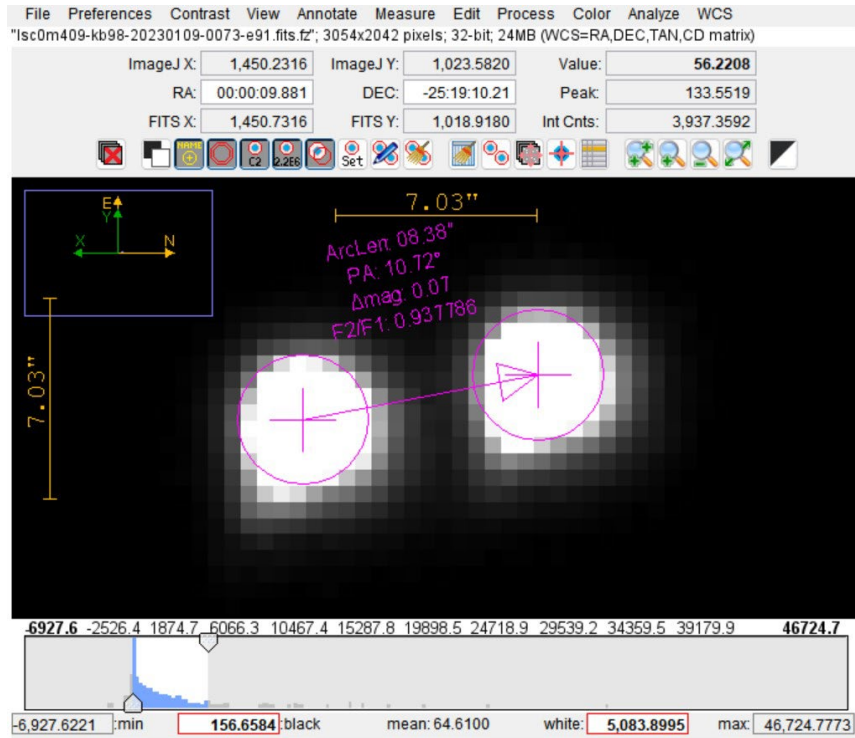 File Preferences Contrast View Annotate Measure Edit Process Color Analyze WCS
"lsc0m409-kb98-20230109-0073-e91.fits.fz"; 3054x2042 pixels; 32-bit; 24MB (WCS=RA,DEC,TAN,CD matrix)
ImageJ X: 1,450.2316 ImageJ Y: 1,023.5820 Value: 56.2208
RA: 00:00:09.881 DEC: -25:19:10.21 Peak: 133.5519
FITS X: 1,450.7316 FITS Y: 1,018.9180 Int Cnts: 3,937.3592
NAME C2 2.2E6 Set
7.03"
E
Y
X N
ArcLen: 08.38"
PA: 10.72°
Δmag: 0.07
F2/F1: 0.937786
7.03"
-6927.6 -2526.4 1874.7 6066.3 10467.4 15287.8 19898.5 24718.9 29539.2 34359.5 39179.9 46724.7
-6,927.6221 :min 156.6584 :black mean: 64.6100 white: 5,083.8995 max: 46,724.7773